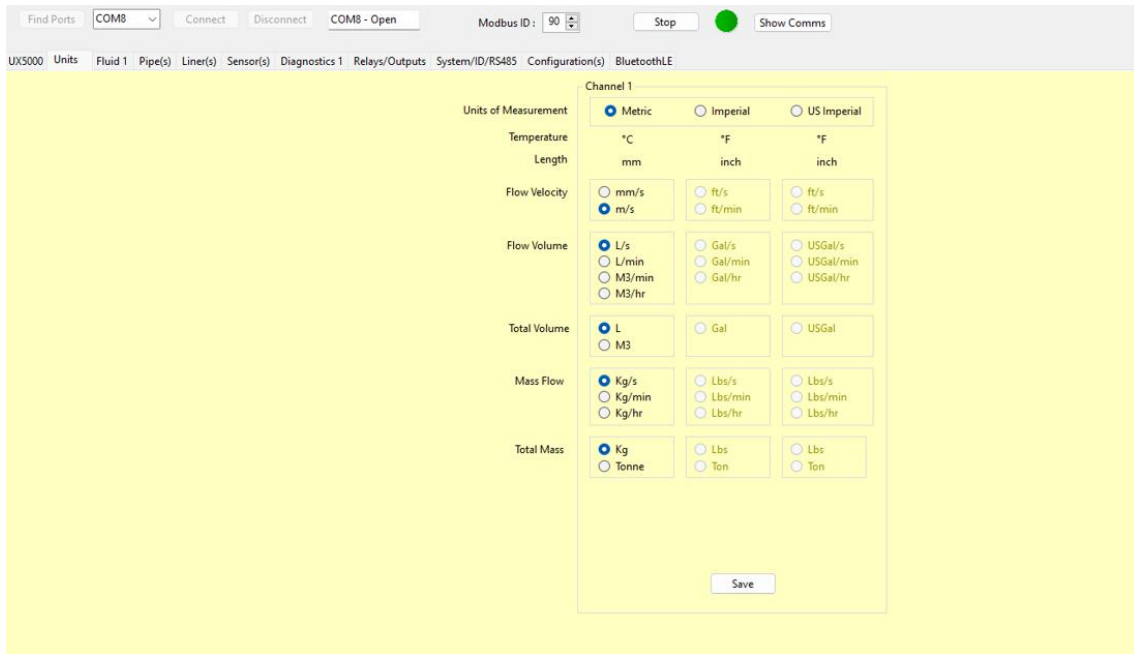 Find Ports COM8 Connect Disconnect COM8 - Open Modbus ID : 90 Stop Show Comms
UX5000 Units Fluid 1 Pipe(s) Liner(s) Sensor(s) Diagnostics 1 Relays/Outputs System/ID/RS485 Configuration(s) BluetoothLE
Channel 1
Units of Measurement Metric Imperial US Imperial
Temperature °C °F °F
Length mm inch inch
Flow Velocity mm/s ft/s ft/s
m/s ft/min ft/min
Flow Volume L/s Gal/s USGal/s
L/min Gal/min USGal/min
M3/min Gal/hr USGal/hr
M3/hr
Total Volume L Gal USGal
M3
Mass Flow Kg/s Lbs/s Lbs/s
Kg/min Lbs/min Lbs/min
Kg/hr Lbs/hr Lbs/hr
Total Mass Kg Lbs Lbs
Tonne Ton Ton
Save